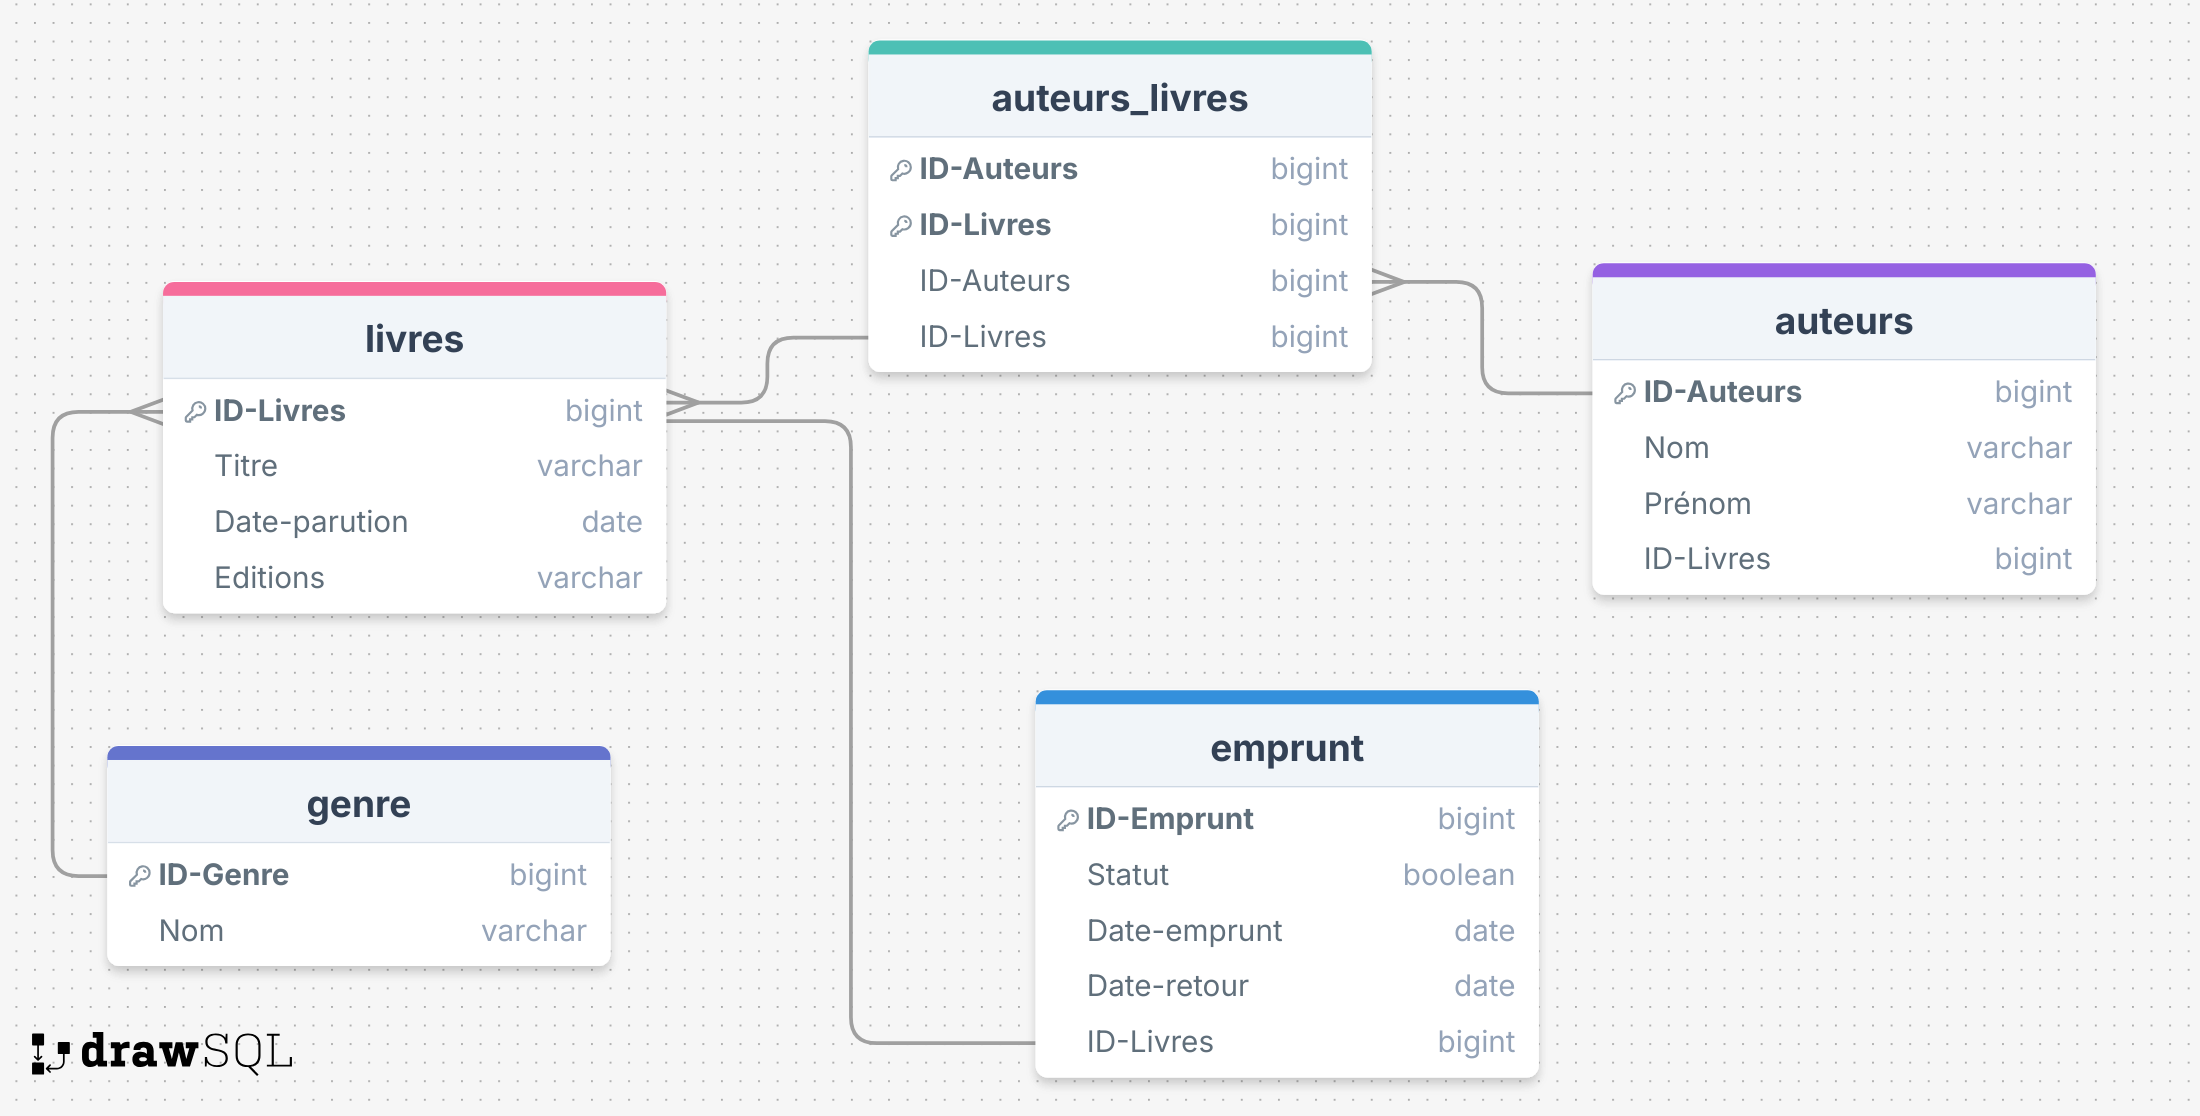 auteurs_livres
ID-Auteurs bigint
ID-Livres bigint
ID-Auteurs bigint
ID-Livres bigint
livres
ID-Livres bigint
Titre varchar
Date-parution date
Editions varchar
auteurs
ID-Auteurs bigint
Nom varchar
Prénom varchar
ID-Livres bigint
genre
ID-Genre bigint
Nom varchar
emprunt
ID-Emprunt bigint
Statut boolean
Date-emprunt date
Date-retour date
ID-Livres bigint
drawSQL